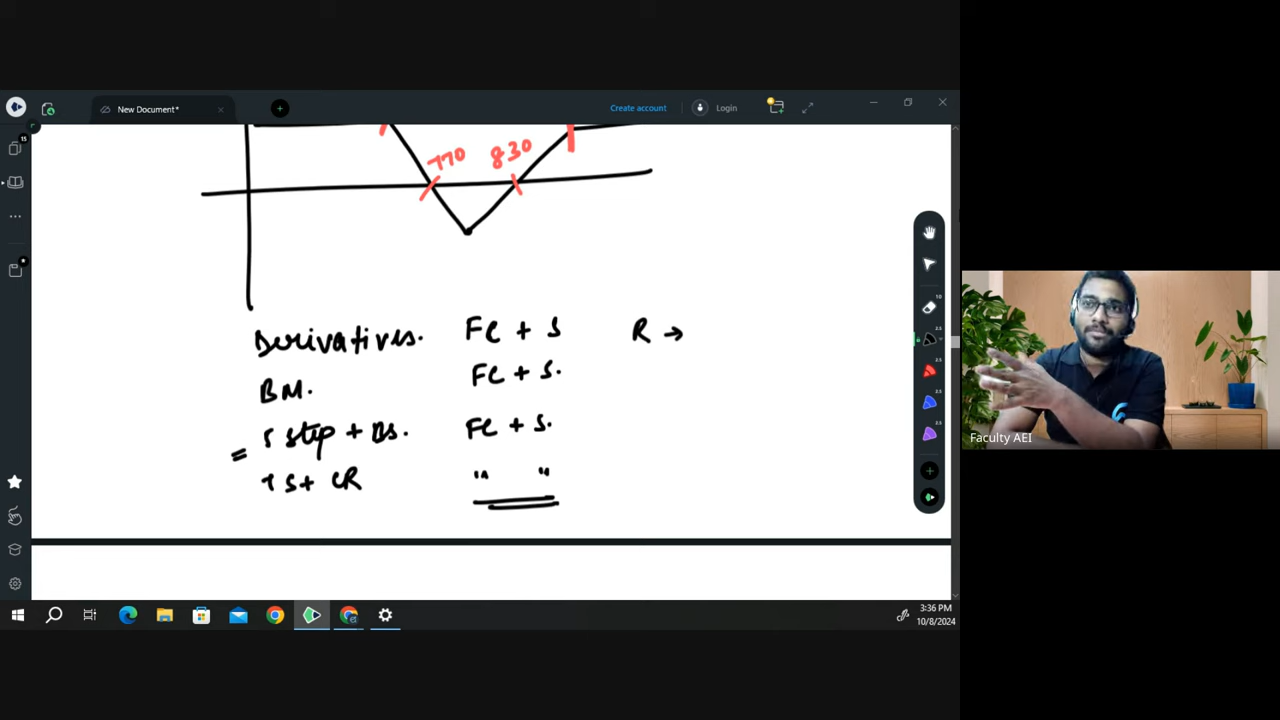 New Document*
Create account
Login
770 830
Derivatives. FC + S R →
BM. FC + S.
1 step + BS. FC + S.
1 S + CR " "
Faculty AEI
3:36 PM
10/8/2024